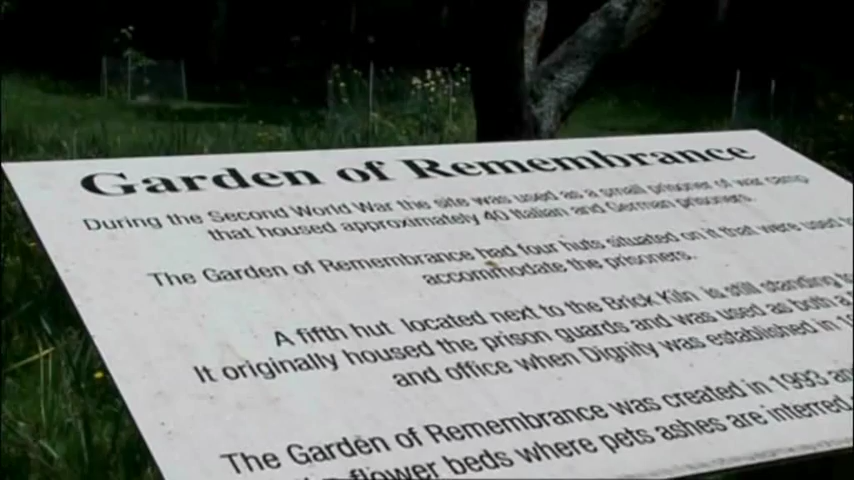 Garden of Remembrance
During the Second World War the site was used as a small prisoner of war camp
that housed approximately 40 Italian and German prisoners.
The Garden of Remembrance had four huts situated on it that were used
accommodate the prisoners.
A fifth hut located next to the Brick Kiln is still standing
It originally housed the prison guards and was used as both a
and office when Dignity was established in
The Garden of Remembrance was created in 1993 and
flower beds where pets ashes are interred.